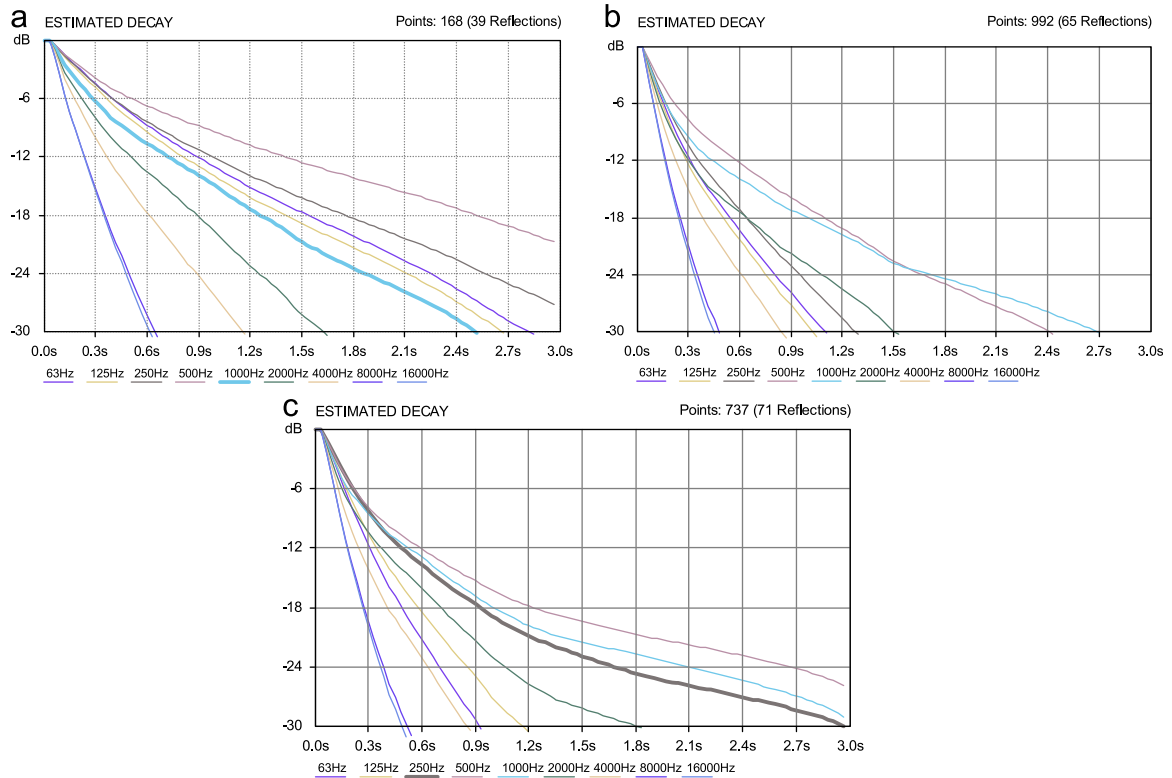 a
ESTIMATED DECAY Points: 168 (39 Reflections)
dB
-6
-12
-18
-24
-30
0.0s 0.3s 0.6s 0.9s 1.2s 1.5s 1.8s 2.1s 2.4s 2.7s 3.0s
63Hz 125Hz 250Hz 500Hz 1000Hz 2000Hz 4000Hz 8000Hz 16000Hz
b
ESTIMATED DECAY Points: 992 (65 Reflections)
dB
-6
-12
-18
-24
-30
0.0s 0.3s 0.6s 0.9s 1.2s 1.5s 1.8s 2.1s 2.4s 2.7s 3.0s
63Hz 125Hz 250Hz 500Hz 1000Hz 2000Hz 4000Hz 8000Hz 16000Hz
c
ESTIMATED DECAY Points: 737 (71 Reflections)
dB
-6
-12
-18
-24
-30
0.0s 0.3s 0.6s 0.9s 1.2s 1.5s 1.8s 2.1s 2.4s 2.7s 3.0s
63Hz 125Hz 250Hz 500Hz 1000Hz 2000Hz 4000Hz 8000Hz 16000Hz